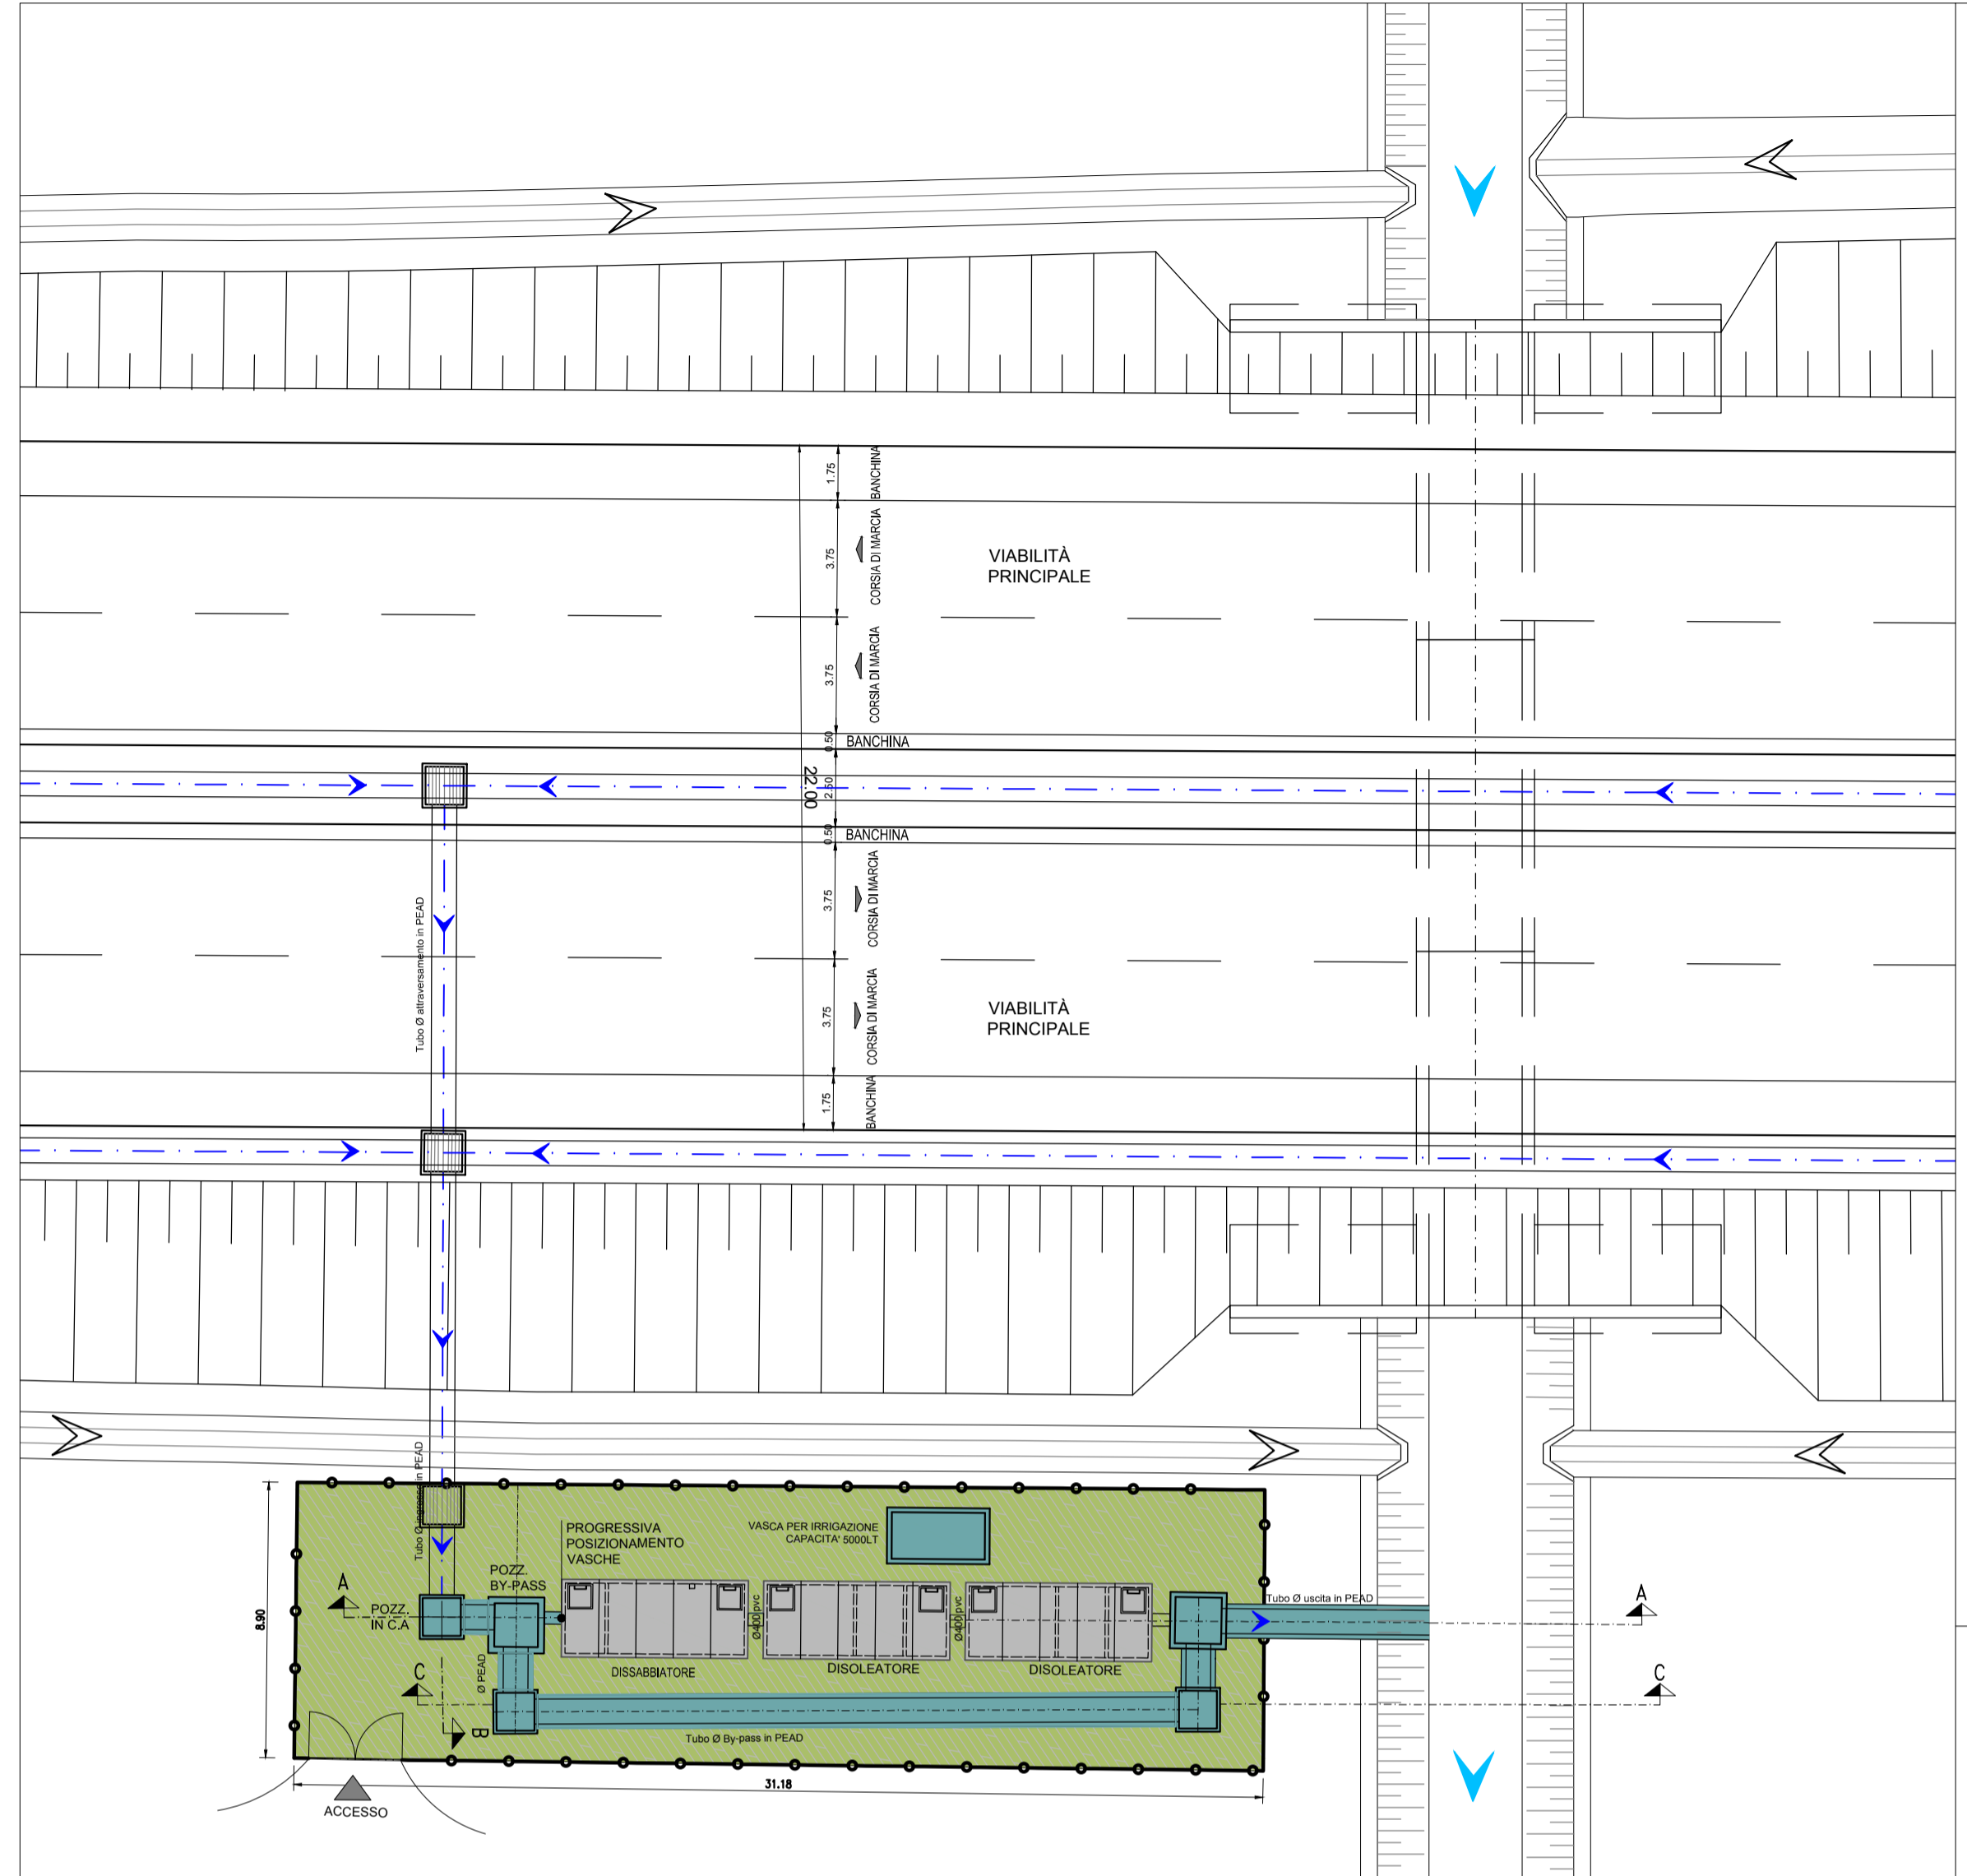 1.75
BANCHINA
3.75
CORSIA DI MARCIA
VIABILITÀ
PRINCIPALE
3.75
CORSIA DI MARCIA
0.50
BANCHINA
22.00
2.50
0.50
BANCHINA
3.75
CORSIA DI MARCIA
Tubo Ø attraversamento in PEAD
3.75
CORSIA DI MARCIA
VIABILITÀ
PRINCIPALE
1.75
BANCHINA
Tubo Ø ingresso in PEAD
PROGRESSIVA
POSIZIONAMENTO
VASCHE
VASCA PER IRRIGAZIONE
CAPACITA' 5000LT
POZZ.
BY-PASS
A
POZZ.
IN C.A
Ø400 pvc
Ø400 pvc
Tubo Ø uscita in PEAD
A
8.90
DISSABBIATORE
DISOLEATORE
DISOLEATORE
C
Ø PEAD
C
B
Tubo Ø By-pass in PEAD
31.18
ACCESSO